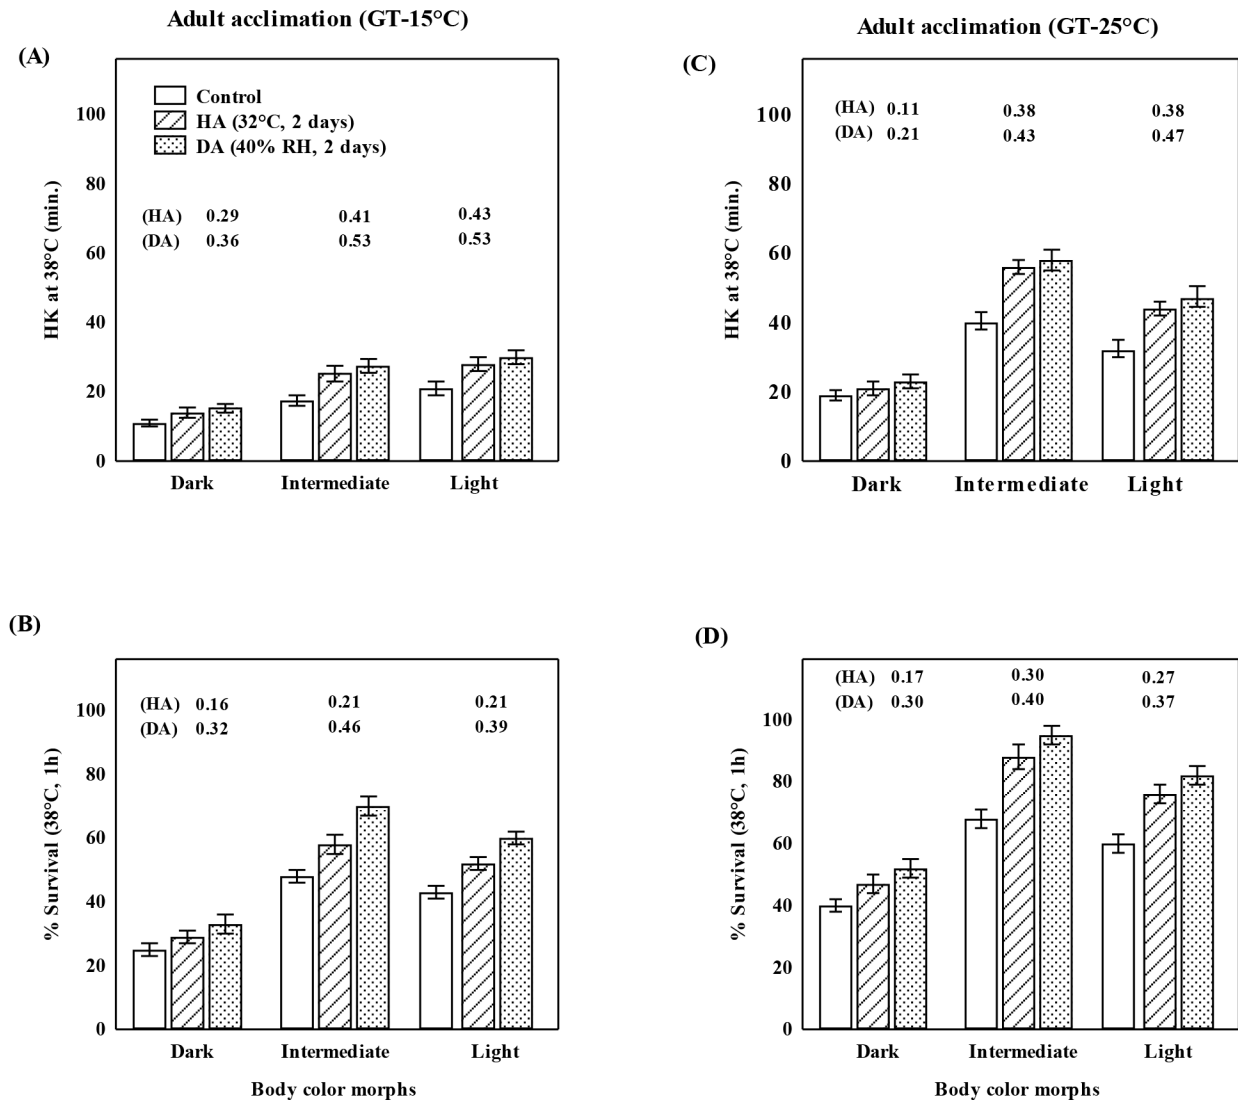 Adult acclimation (GT-15°C)
(A)
HK at 38°C (min.)
100
80
60
40
20
0
Control
HA (32°C, 2 days)
DA (40% RH, 2 days)
(HA) 0.29 0.41 0.43
(DA) 0.36 0.53 0.53
Dark Intermediate Light
Adult acclimation (GT-25°C)
(C)
HK at 38°C (min.)
100
80
60
40
20
0
(HA) 0.11 0.38 0.38
(DA) 0.21 0.43 0.47
Dark Intermediate Light
(B)
% Survival (38°C, 1h)
100
80
60
40
20
0
(HA) 0.16 0.21 0.21
(DA) 0.32 0.46 0.39
Dark Intermediate Light
Body color morphs
(D)
% Survival (38°C, 1h)
100
80
60
40
20
0
(HA) 0.17 0.30 0.27
(DA) 0.30 0.40 0.37
Dark Intermediate Light
Body color morphs